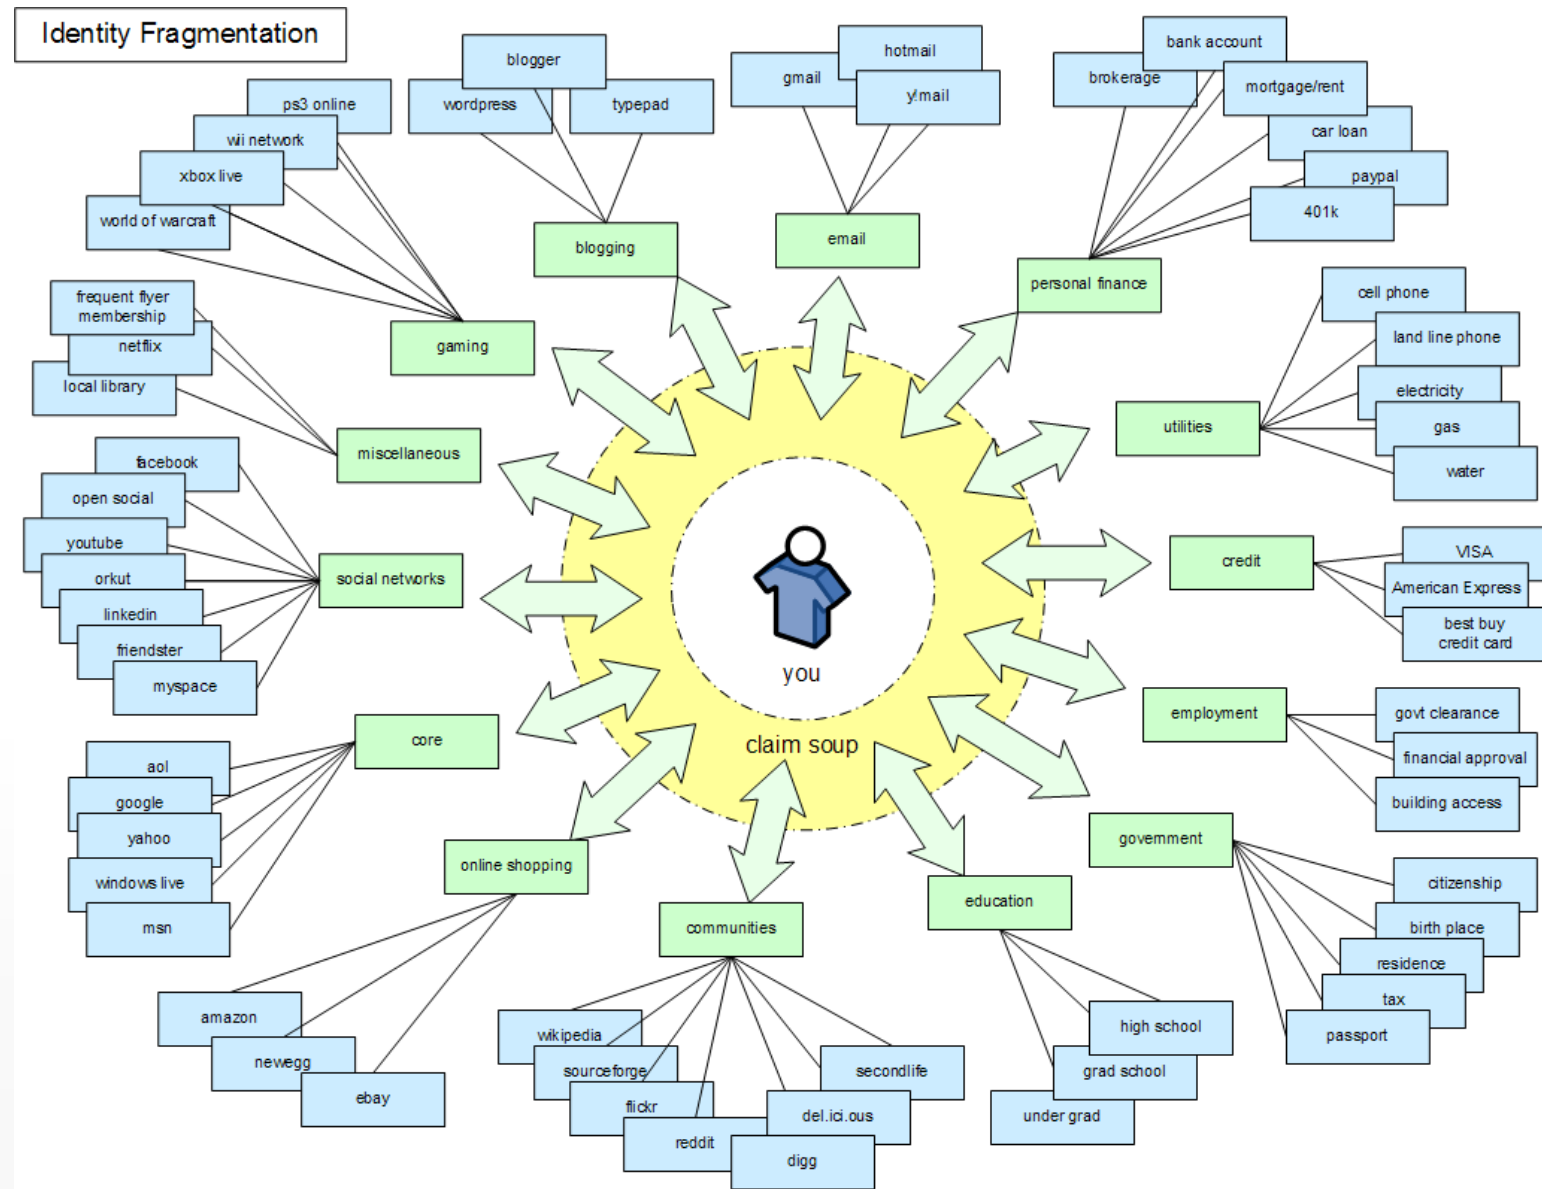 Identity Fragmentation
blogger
wordpress
typepad
blogging
gmail
hotmail
y!mail
email
brokerage
bank account
mortgage/rent
car loan
paypal
401k
personal finance
ps3 online
wii network
xbox live
world of warcraft
gaming
frequent flyer
membership
netflix
local library
miscellaneous
cell phone
land line phone
electricity
gas
water
utilities
facebook
open social
youtube
orkut
linkedin
friendster
myspace
social networks
VISA
American Express
best buy
credit card
credit
you
claim soup
govt clearance
financial approval
building access
employment
core
aol
google
yahoo
windows live
msn
online shopping
amazon
newegg
ebay
communities
wikipedia
sourceforge
flickr
reddit
digg
del.ici.ous
secondlife
education
high school
grad school
under grad
government
citizenship
birth place
residence
tax
passport